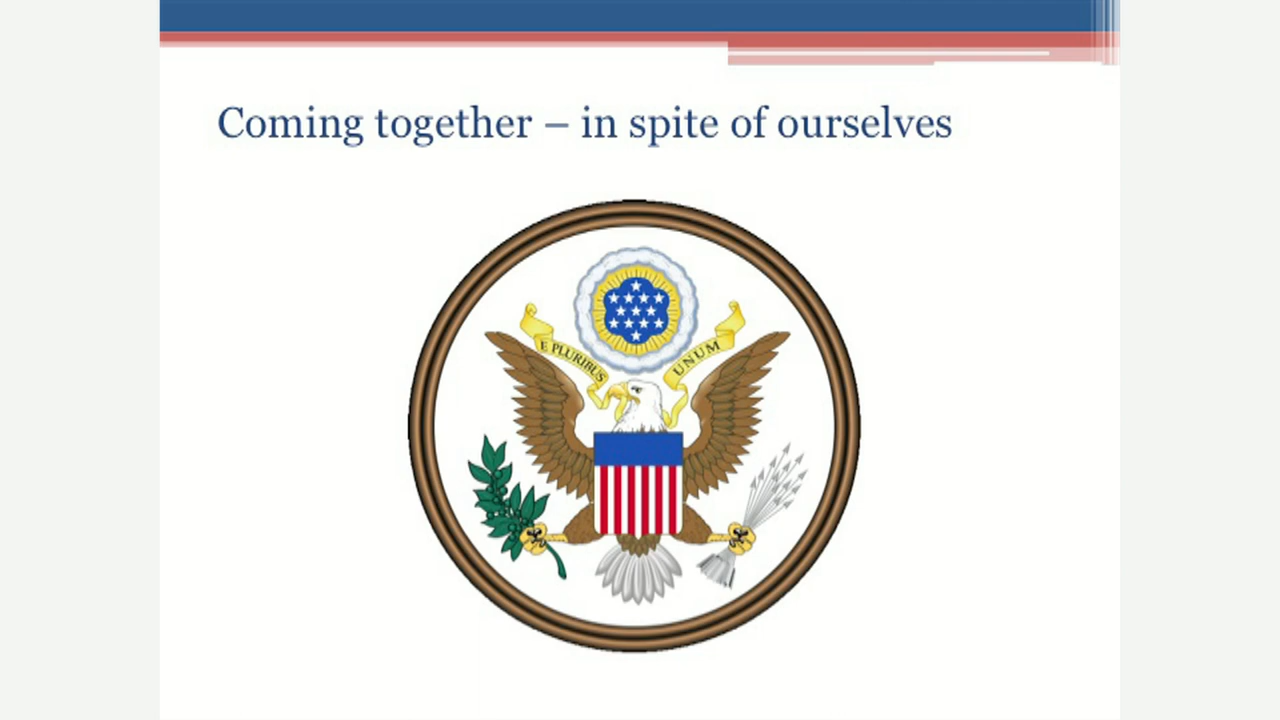 Coming together – in spite of ourselves
E PLURIBUS UNUM